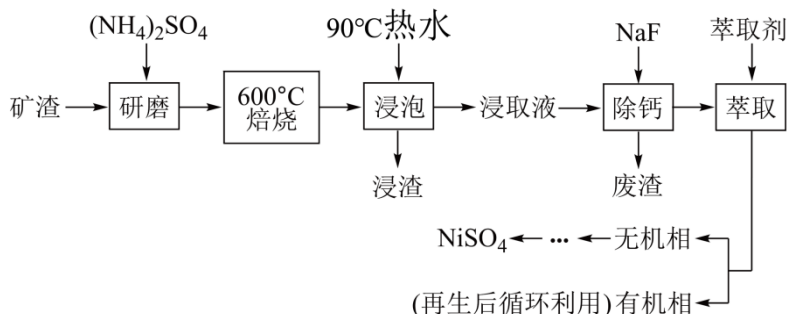 (NH4)2SO4
90℃热水
NaF
萃取剂
矿渣
研磨
600°C
焙烧
浸泡
浸取液
除钙
萃取
浸渣
废渣
NiSO4
···
无机相
(再生后循环利用)有机相